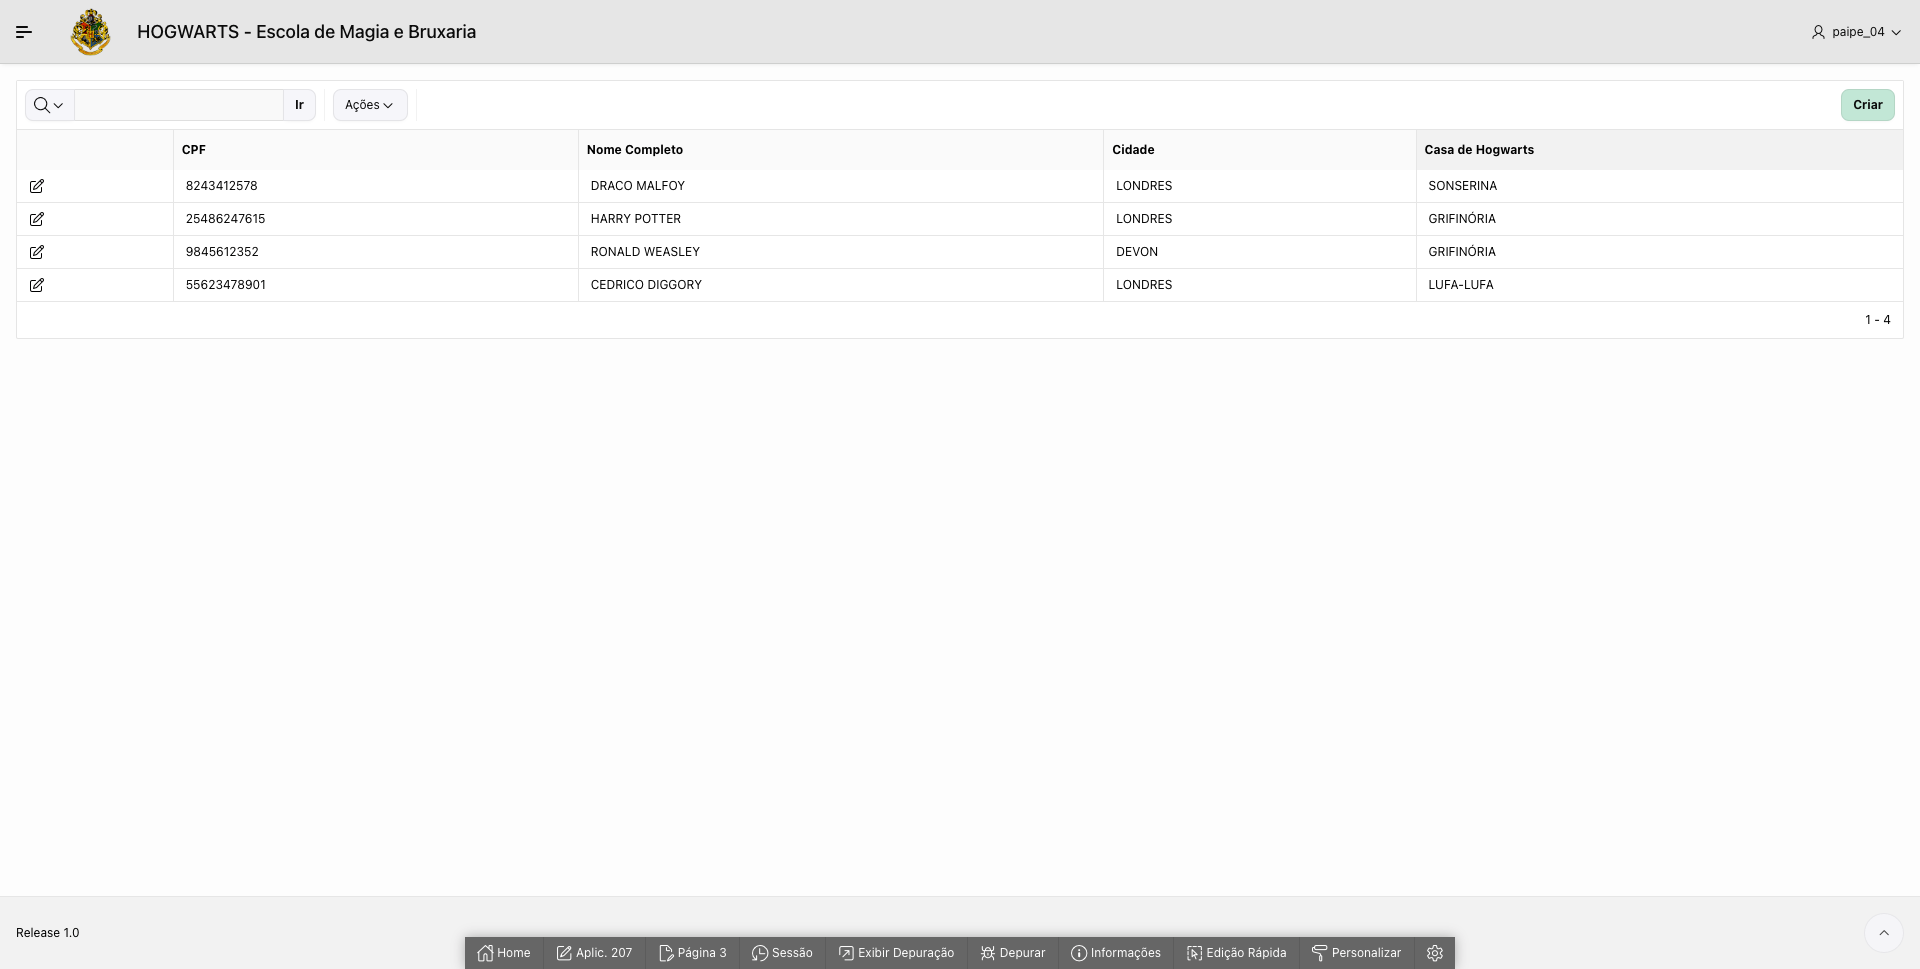 HOGWARTS - Escola de Magia e Bruxaria
paipe_04
Ir
Ações
Criar
CPF Nome Completo Cidade Casa de Hogwarts
8243412578 DRACO MALFOY LONDRES SONSERINA
25486247615 HARRY POTTER LONDRES GRIFINÓRIA
9845612352 RONALD WEASLEY DEVON GRIFINÓRIA
55623478901 CEDRICO DIGGORY LONDRES LUFA-LUFA
1 - 4
Release 1.0
Home Aplic. 207 Página 3 Sessão Exibir Depuração Depurar Informações Edição Rápida Personalizar